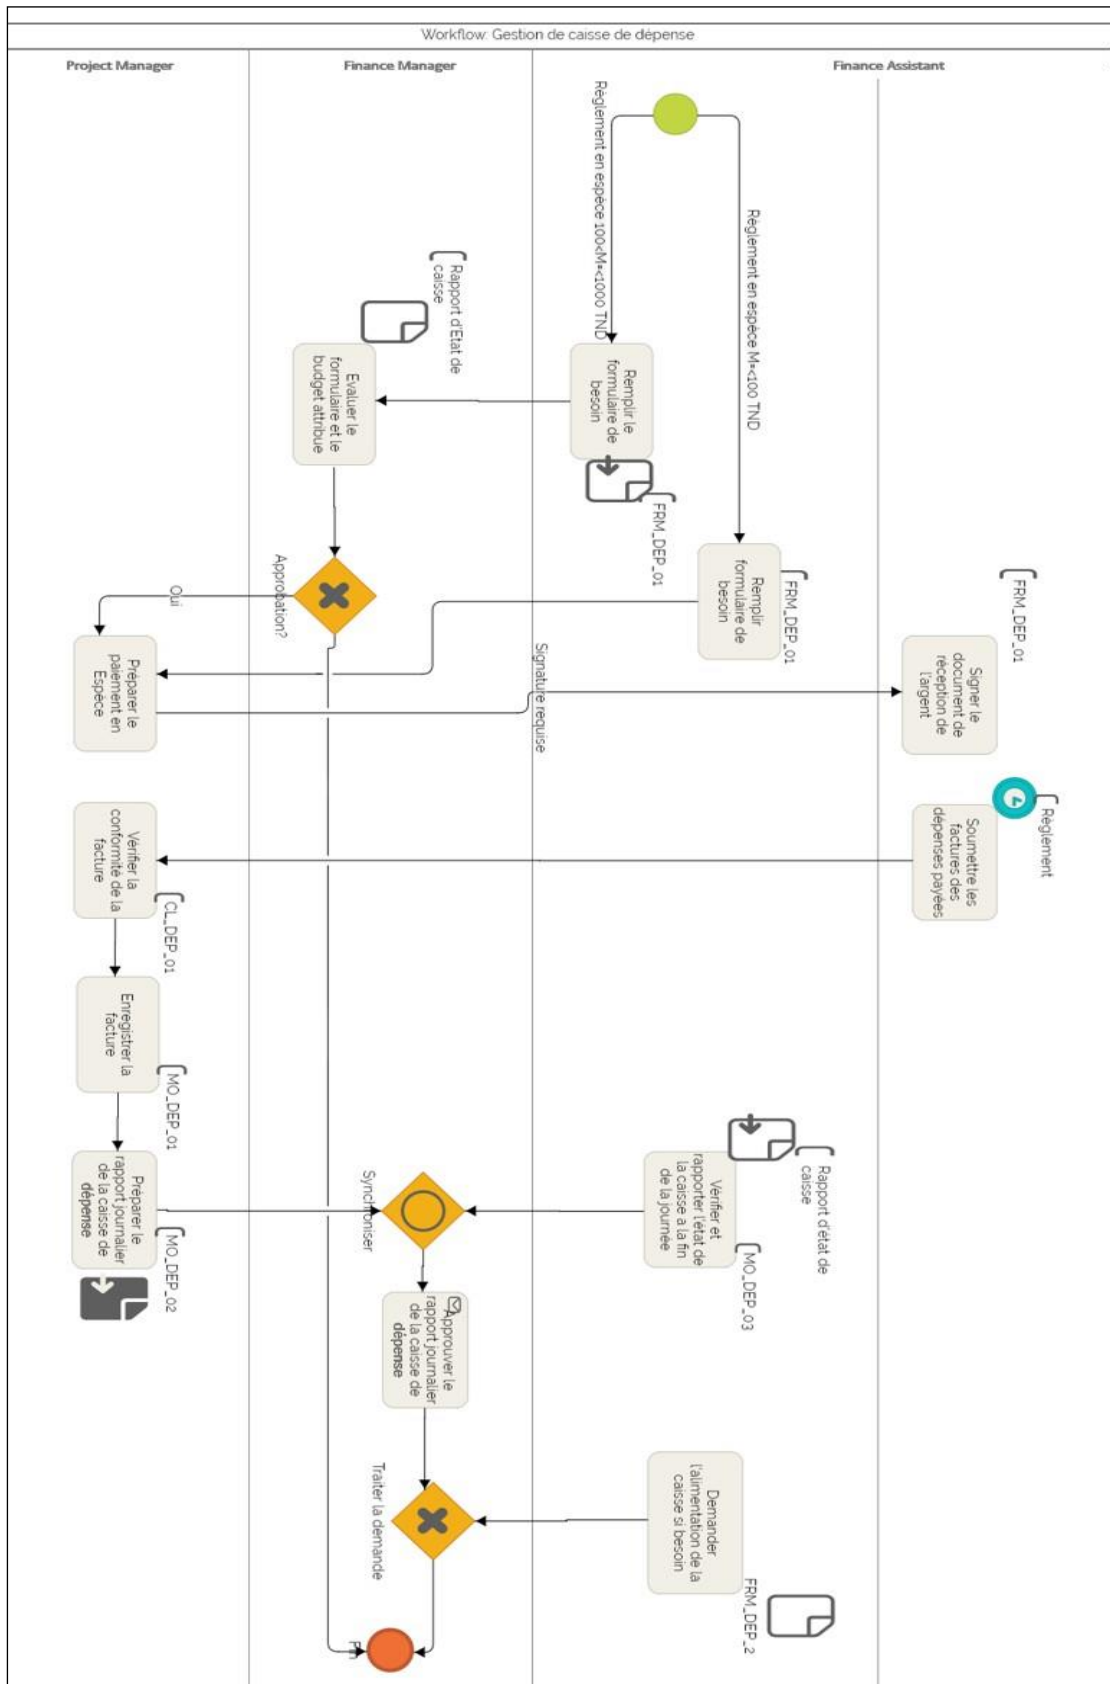 Workflow: Gestion de caisse de dépense
Project Manager
Finance Manager
Finance Assistant
Règlement en espèce 100<M=<1000 TND
Règlement en espèce M=<100 TND
Rapport d'Etat de
caisse
Evaluer le
formulaire et le
budget attribue
Remplir le
formulaire de
besoin
FRM_DEP_01
Remplir
formulaire de
besoin
FRM_DEP_01
FRM_DEP_01
Approbation?
Oui
Préparer le
paiement en
Espèce
Signature requise
Signer le
document de
réception de
l'argent
Règlement
Soumettre les
factures des
dépenses payées
Vérifier la
conformité de la
facture
CL_DEP_01
Enregistrer la
facture
MO_DEP_01
Préparer le
rapport journalier
de la caisse de
dépense
MO_DEP_02
Synchroniser
Rapport d'état de
caisse
Vérifier et
rapporter l'état de
la caisse a la fin
de la journée
MO_DEP_03
Approuver le
rapport journalier
de la caisse de
dépense
Traiter la demande
Demander
l'alimentation de la
caisse si besoin
FRM_DEP_2
Fin